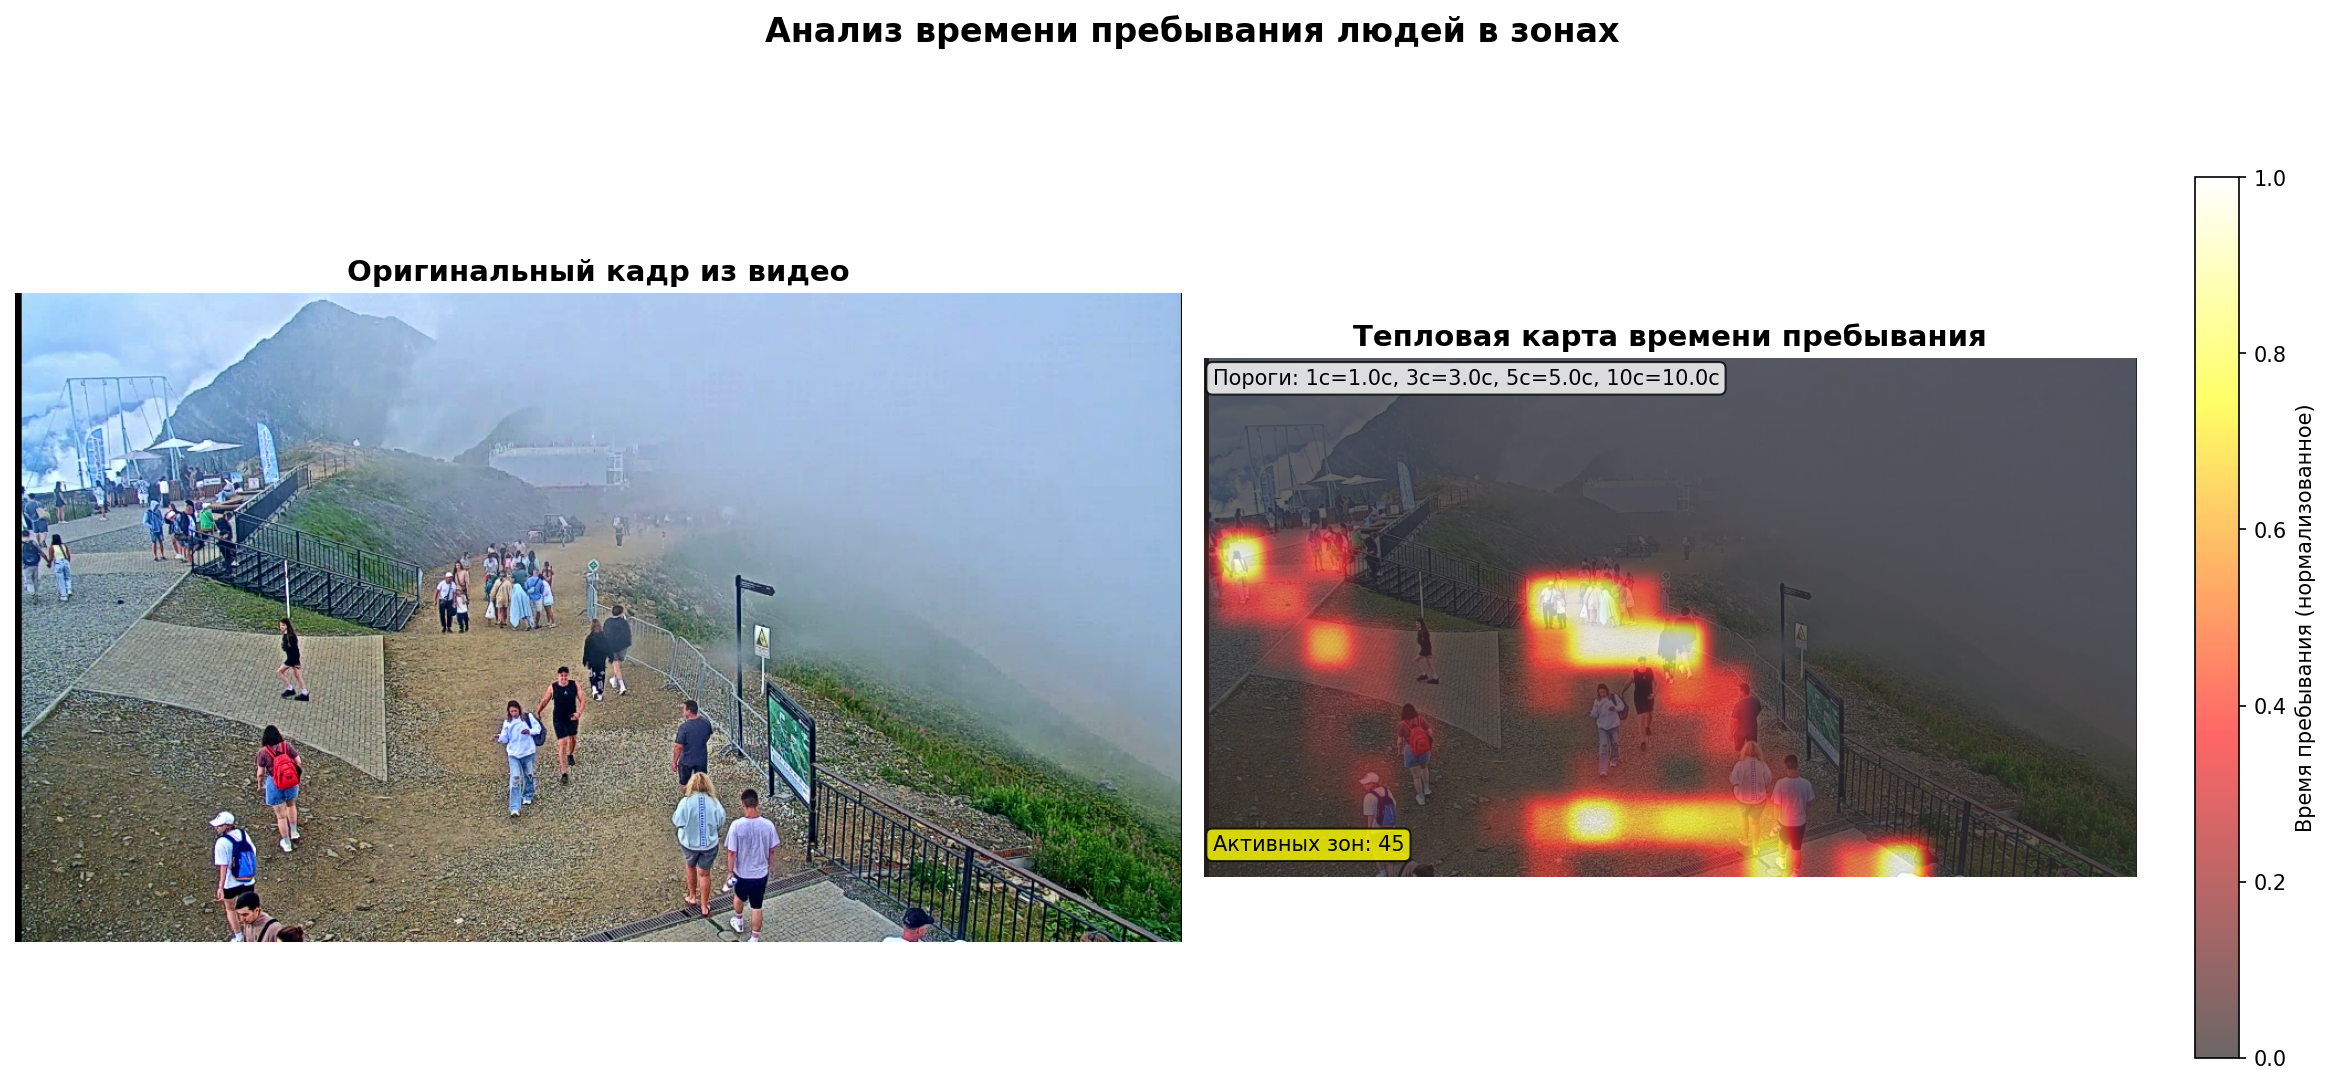 Анализ времени пребывания людей в зонах
Оригинальный кадр из видео
Тепловая карта времени пребывания
Пороги: 1с=1.0с, 3с=3.0с, 5с=5.0с, 10с=10.0с
Активных зон: 45
1.0
0.8
0.6
0.4
0.2
0.0
Время пребывания (нормализованное)